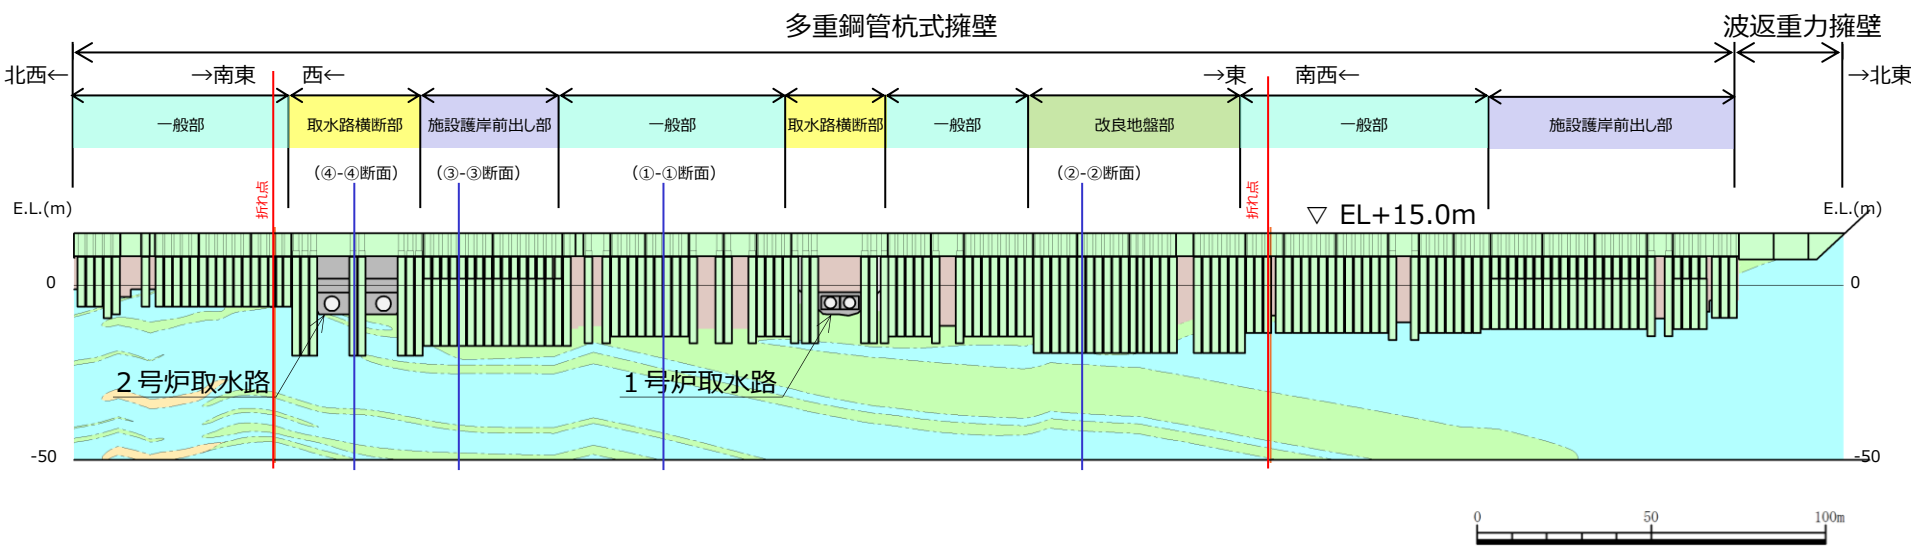 多重鋼管杭式擁壁
波返重力擁壁
北西←
→南東
西←
→東
南西←
→北東
一般部
取水路横断部
施設護岸前出し部
一般部
取水路横断部
一般部
改良地盤部
一般部
施設護岸前出し部
(④-④断面)
(③-③断面)
(①-①断面)
(②-②断面)
折れ点
折れ点
E.L.(m)
▽ EL+15.0m
E.L.(m)
0
0
2号炉取水路
1号炉取水路
-50
-50
0
50
100m